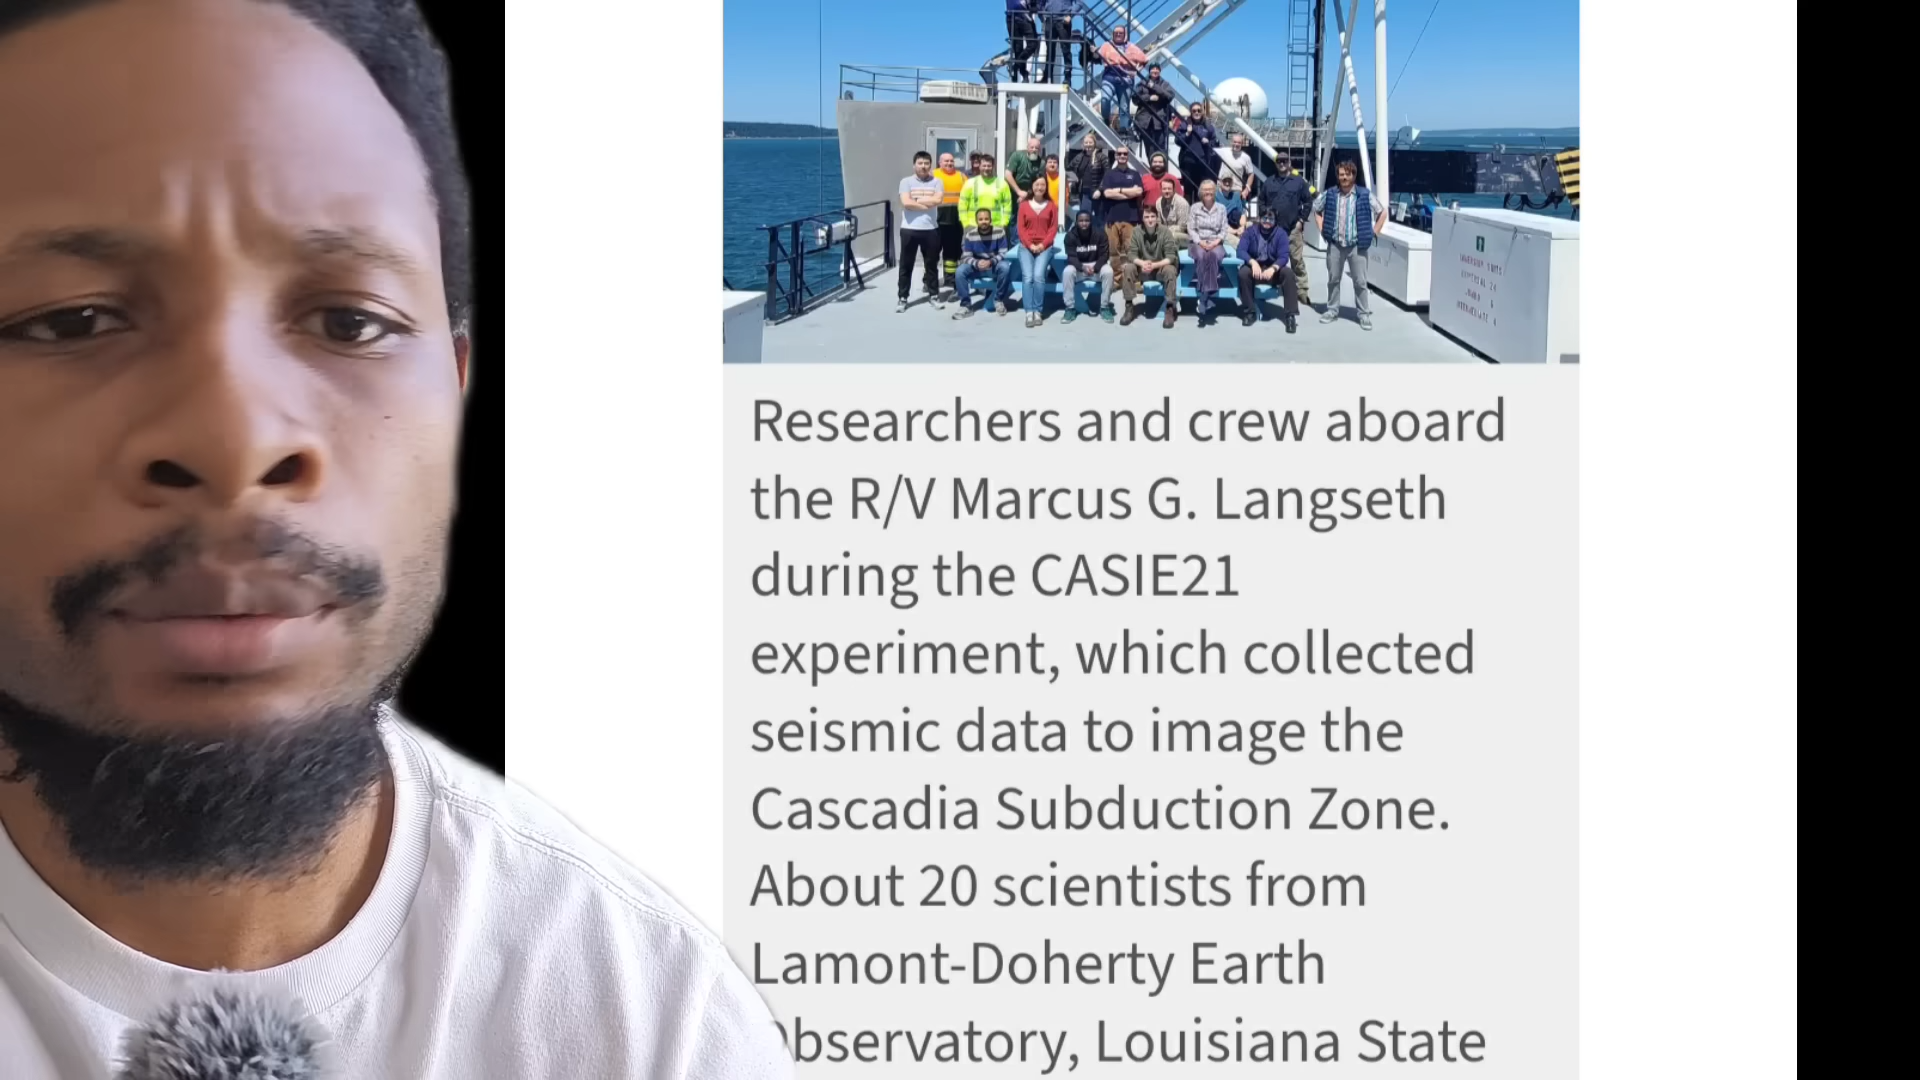 Researchers and crew aboard
the R/V Marcus G. Langseth
during the CASIE21
experiment, which collected
seismic data to image the
Cascadia Subduction Zone.
About 20 scientists from
Lamont-Doherty Earth
Observatory, Louisiana State